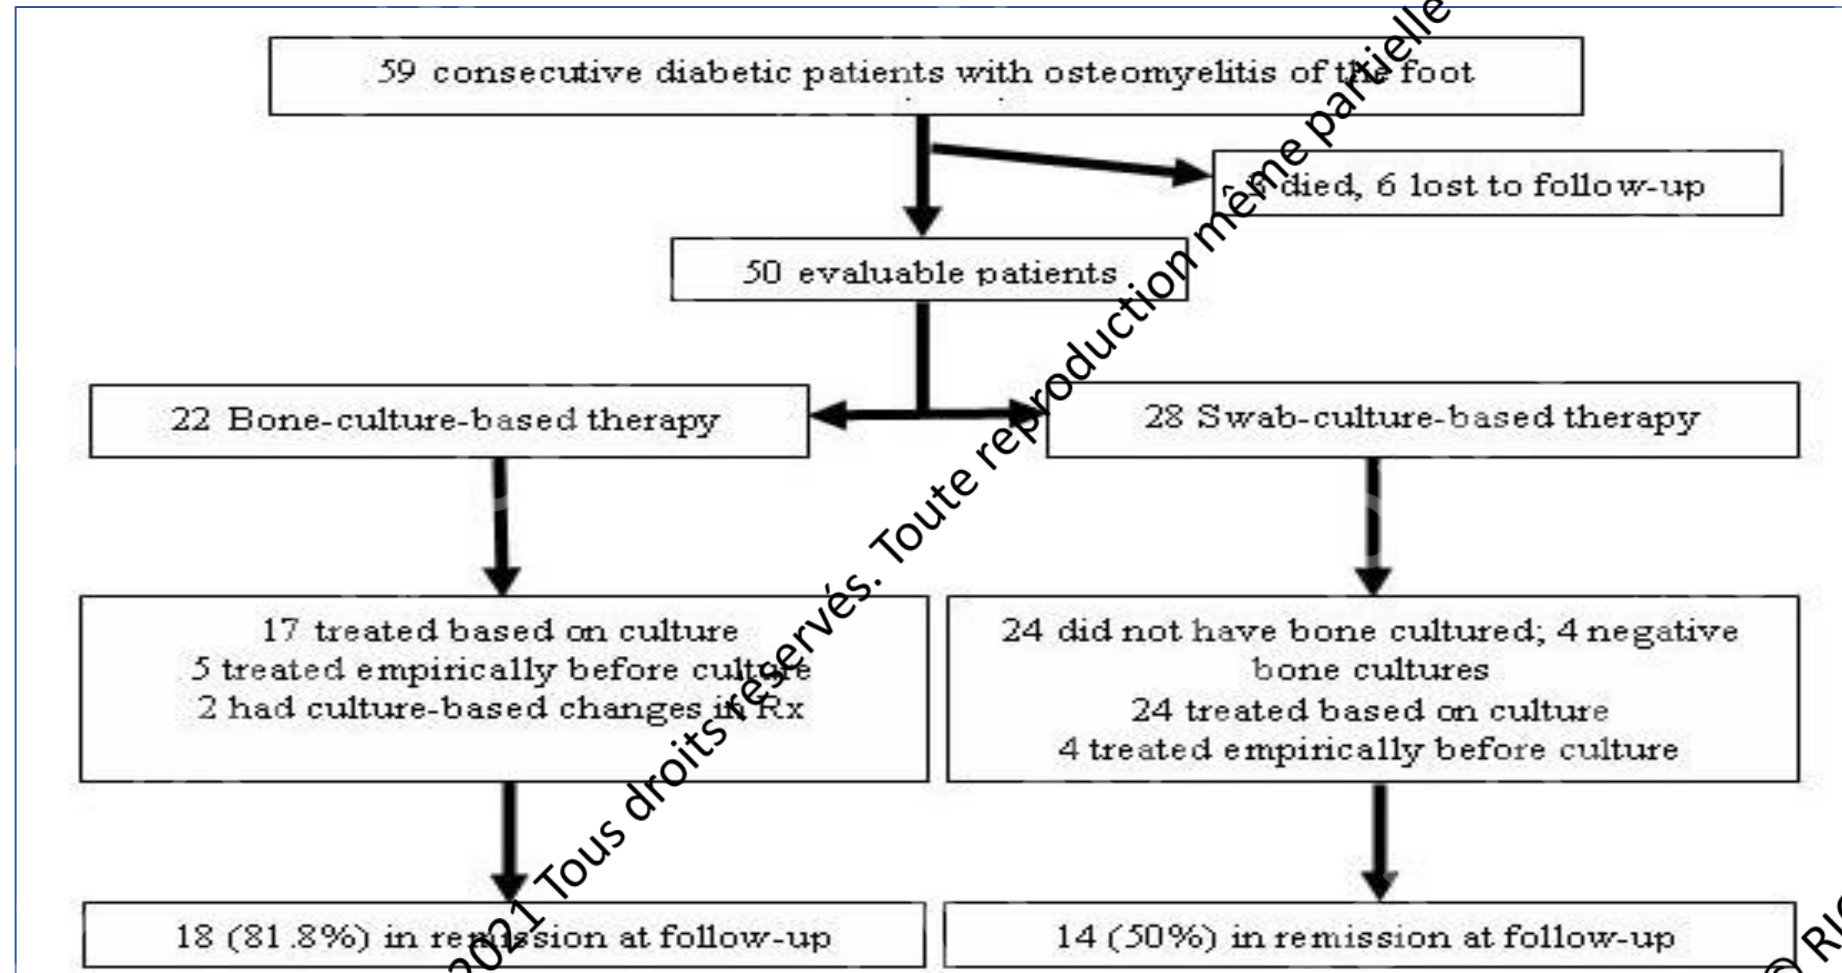 59 consecutive diabetic patients with osteomyelitis of the foot
died, 6 lost to follow-up
50 evaluable patients
22 Bone-culture-based therapy
28 Swab-culture-based therapy
17 treated based on culture
5 treated empirically before culture
2 had culture-based changes in Rx
24 did not have bone cultured; 4 negative
bone cultures
24 treated based on culture
4 treated empirically before culture
18 (81.8%) in remission at follow-up
14 (50%) in remission at follow-up
2021 Tous droits réservés. Toute reproduction même partielle
©